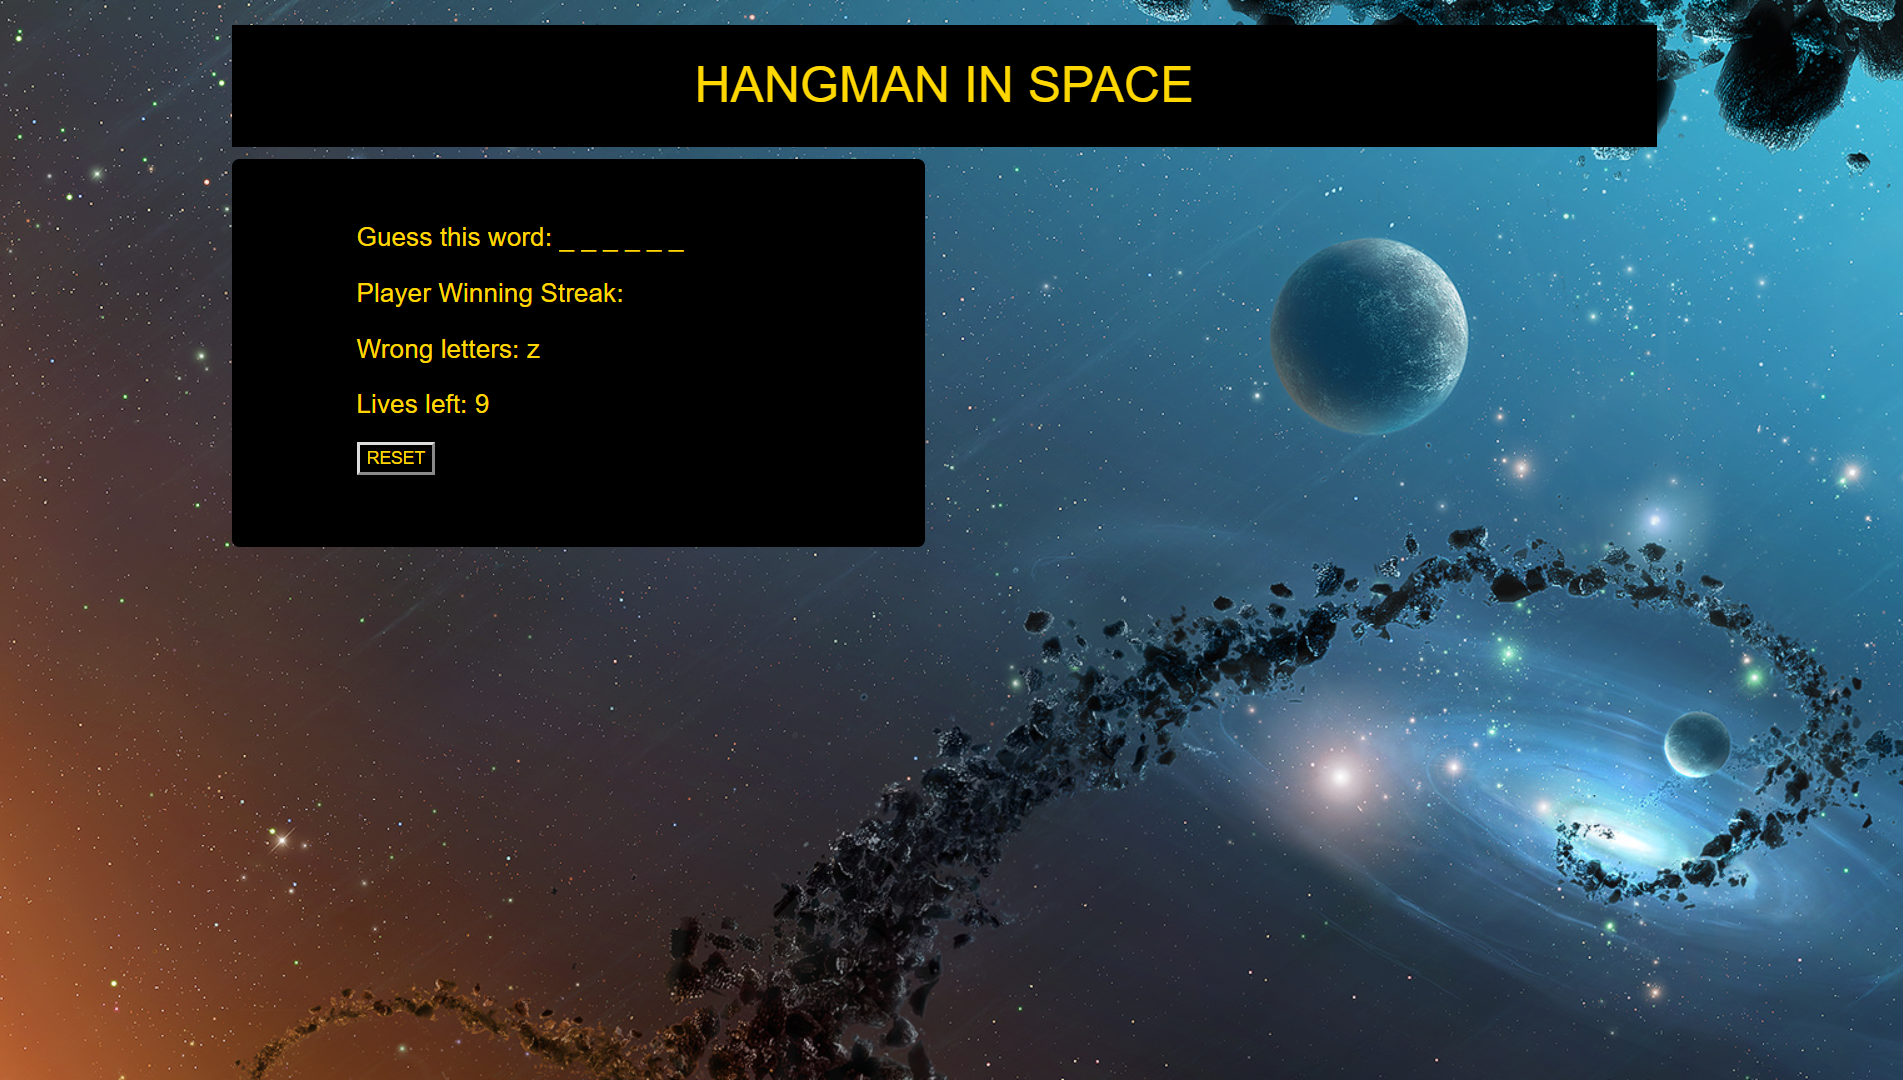 HANGMAN IN SPACE
Guess this word: _ _ _ _ _ _
Player Winning Streak:
Wrong letters: z
Lives left: 9
RESET